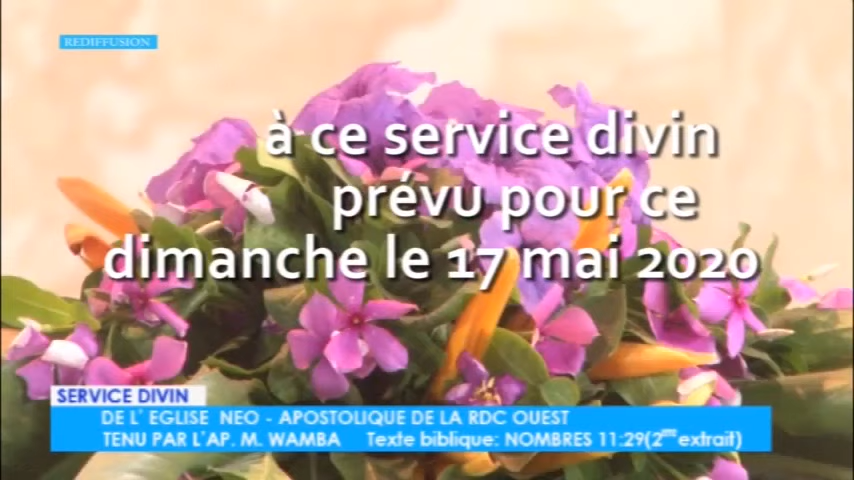 REDIFFUSION
à ce service divin
prévu pour ce
dimanche le 17 mai 2020
SERVICE DIVIN
DE L' EGLISE NEO - APOSTOLIQUE DE LA RDC OUEST
TENU PAR L'AP. M. WAMBA Texte biblique: NOMBRES 11:29(2ème extrait)